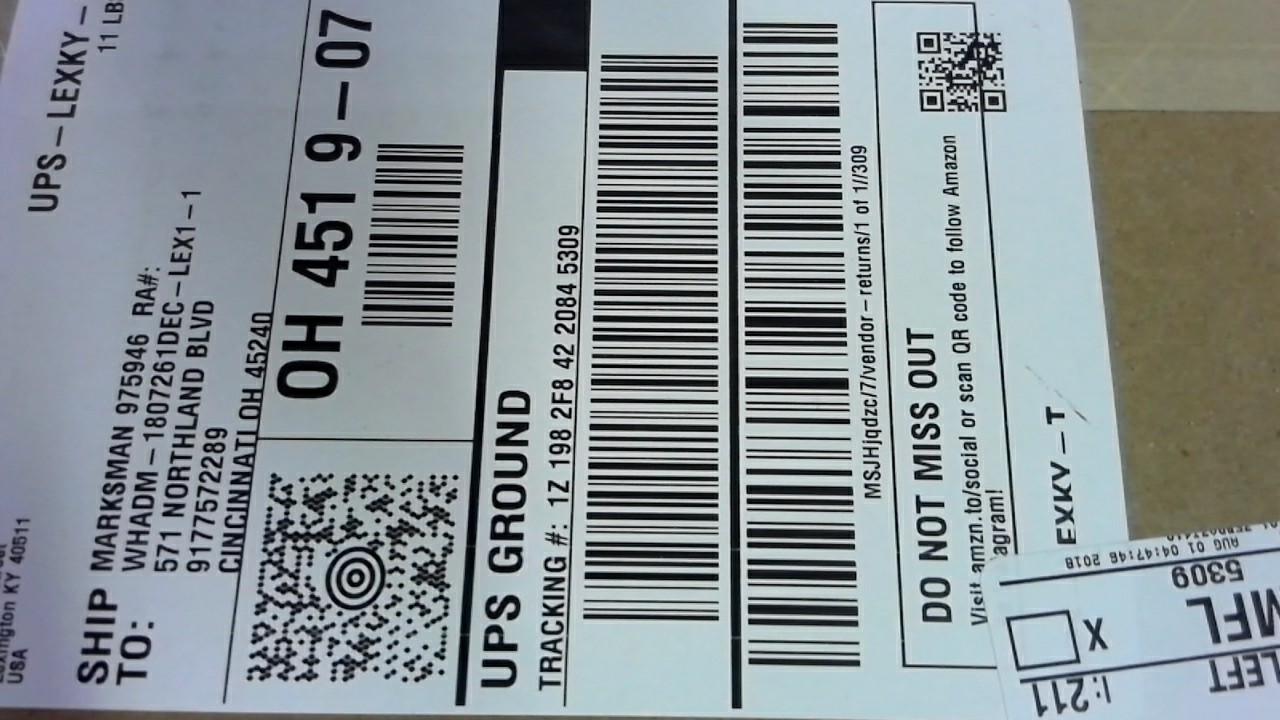 Lexington KY 40511
USA
UPS – LEXKY –
11 LB
SHIP
TO:
MARKSMAN 975946 RA#:
WHADM – 1807261DEC – LEX1 – 1
571 NORTHLAND BLVD
9177572289
CINCINNATI OH 45240
OH 451 9 – 07
UPS GROUND
TRACKING #: 1Z 198 2F8 42 2084 5309
MSJHjqdzc/7/vendor – returns/1 of 1//309
DO NOT MISS OUT
Visit amzn.to/social or scan QR code to follow Amazon
agram!
EXKY – T
AUG 01 04:47:46 2018
5309
MFL
X
LEFT
I:211